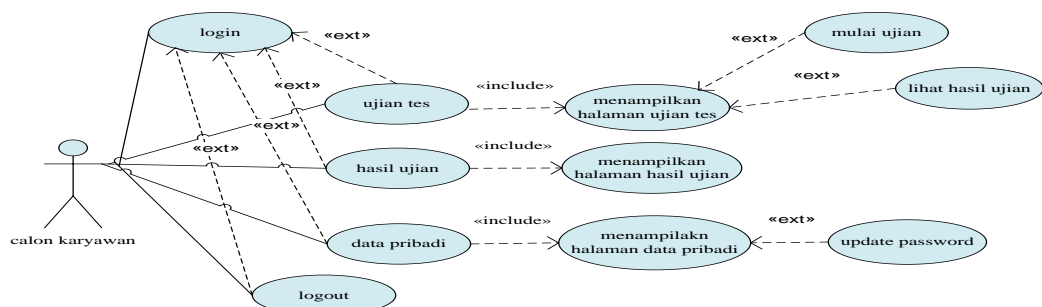 login
«ext»
mulai ujian
«ext»
«ext»
lihat hasil ujian
«ext»
ujian tes
«include»
menampilkan
halaman ujian tes
«ext»
«ext»
hasil ujian
«include»
menampilkan
halaman hasil ujian
calon karyawan
data pribadi
«include»
menampilakn
halaman data pribadi
«ext»
update password
logout